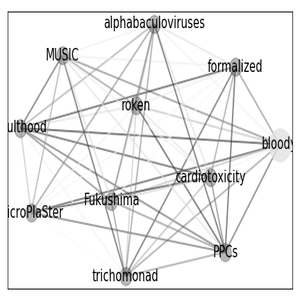 alphabaculoviruses
MUSIC
formalized
roken
ulthood
bloody
cardiotoxicity
Fukushima
icroPlaSter
PPCs
trichomonad